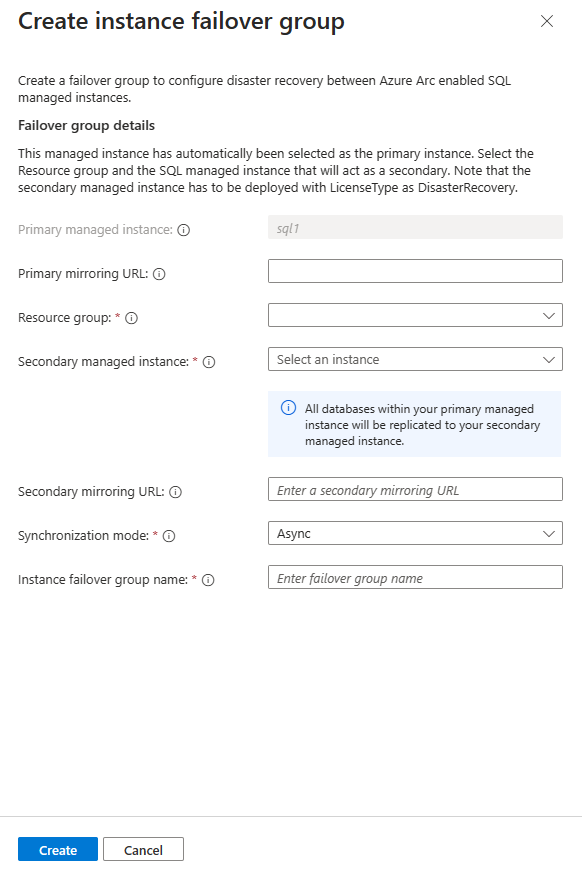 Create instance failover group
Create a failover group to configure disaster recovery between Azure Arc enabled SQL
managed instances.
Failover group details
This managed instance has automatically been selected as the primary instance. Select the
Resource group and the SQL managed instance that will act as a secondary. Note that the
secondary managed instance has to be deployed with LicenseType as DisasterRecovery.
Primary managed instance:
sql1
Primary mirroring URL:
Resource group: *
Secondary managed instance: *
Select an instance
All databases within your primary managed
instance will be replicated to your secondary
managed instance.
Secondary mirroring URL:
Enter a secondary mirroring URL
Synchronization mode: *
Async
Instance failover group name: *
Enter failover group name
Create
Cancel